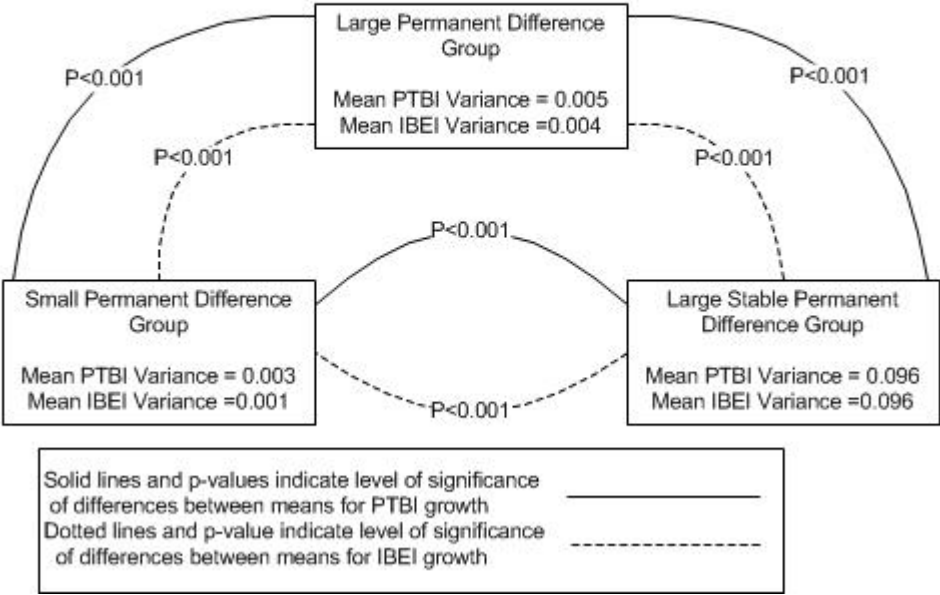 Large Permanent Difference
Group
Mean PTBI Variance = 0.005
Mean IBEI Variance =0.004
P<0.001
P<0.001
P<0.001
P<0.001
P<0.001
Small Permanent Difference
Group
Mean PTBI Variance = 0.003
Mean IBEI Variance =0.001
Large Stable Permanent
Difference Group
Mean PTBI Variance = 0.096
Mean IBEI Variance =0.096
P<0.001
Solid lines and p-values indicate level of significance
of differences between means for PTBI growth
Dotted lines and p-value indicate level of significance
of differences between means for IBEI growth